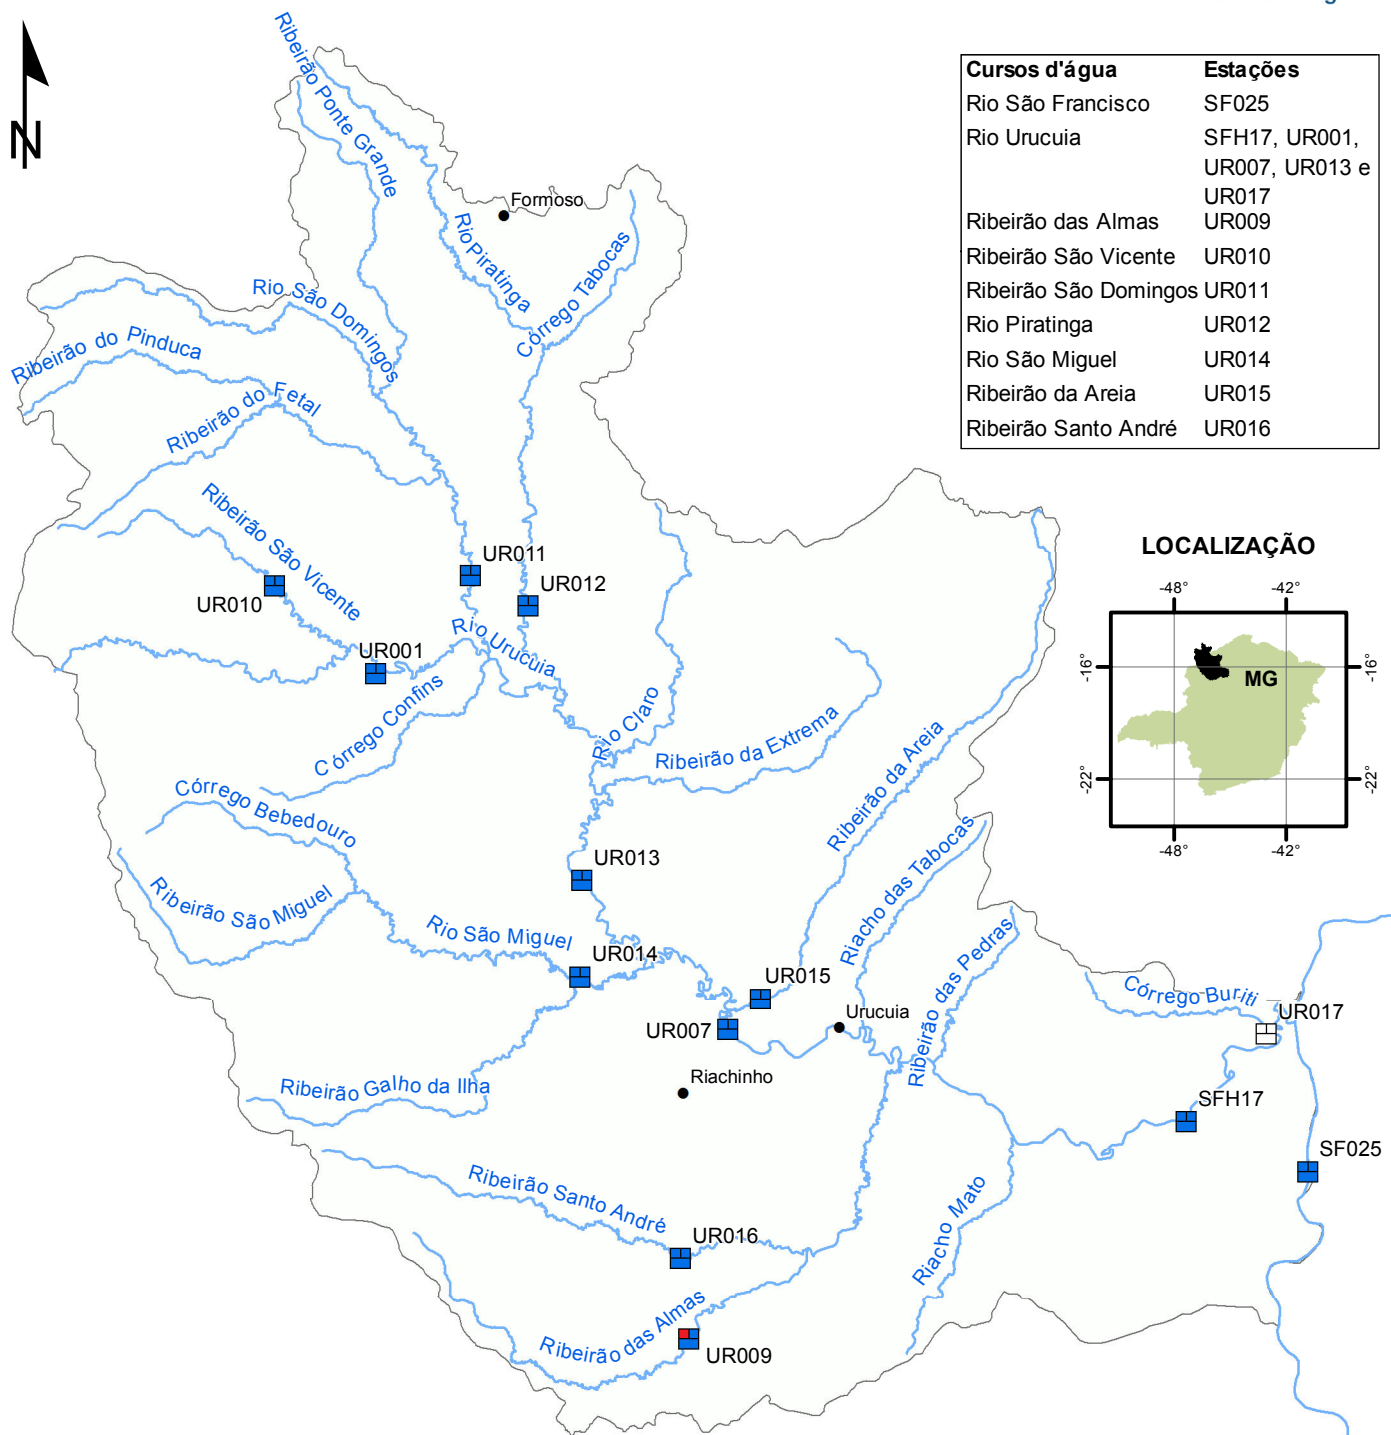 N
Cursos d'água Estações
Rio São Francisco SF025
Rio Urucuia SFH17, UR001,
UR007, UR013 e
UR017
Ribeirão das Almas UR009
Ribeirão São Vicente UR010
Ribeirão São Domingos UR011
Rio Piratinga UR012
Rio São Miguel UR014
Ribeirão da Areia UR015
Ribeirão Santo André UR016
Ribeirão Ponte Grande
Formoso
Rio Piratinga
Córrego Tabocas
Rio São Domingos
Ribeirão do Pinduca
Ribeirão do Fetal
Ribeirão São Vicente
UR010
UR011
UR012
UR001
Rio Urucuia
Córrego Confins
Rio Claro
Ribeirão da Extrema
Ribeirão da Areia
Córrego Bebedouro
Ribeirão São Miguel
Rio São Miguel
UR013
UR014
UR015
UR007
Urucuia
Riacho das Tabocas
Ribeirão das Pedras
Córrego Buriti
UR017
SFH17
SF025
Riachinho
Ribeirão Galho da Ilha
Ribeirão Santo André
UR016
Ribeirão das Almas
UR009
Riacho Mato
LOCALIZAÇÃO
-48° -42°
-16° -16°
MG
-22° -22°
-48° -42°